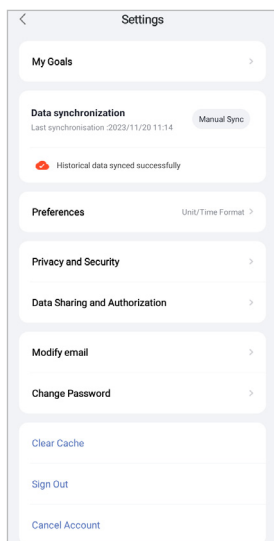 Settings
My Goals
Data synchronization
Last synchronisation :2023/11/20 11:14
Manual Sync
Historical data synced successfully
Preferences
Unit/Time Format
Privacy and Security
Data Sharing and Authorization
Modify email
Change Password
Clear Cache
Sign Out
Cancel Account